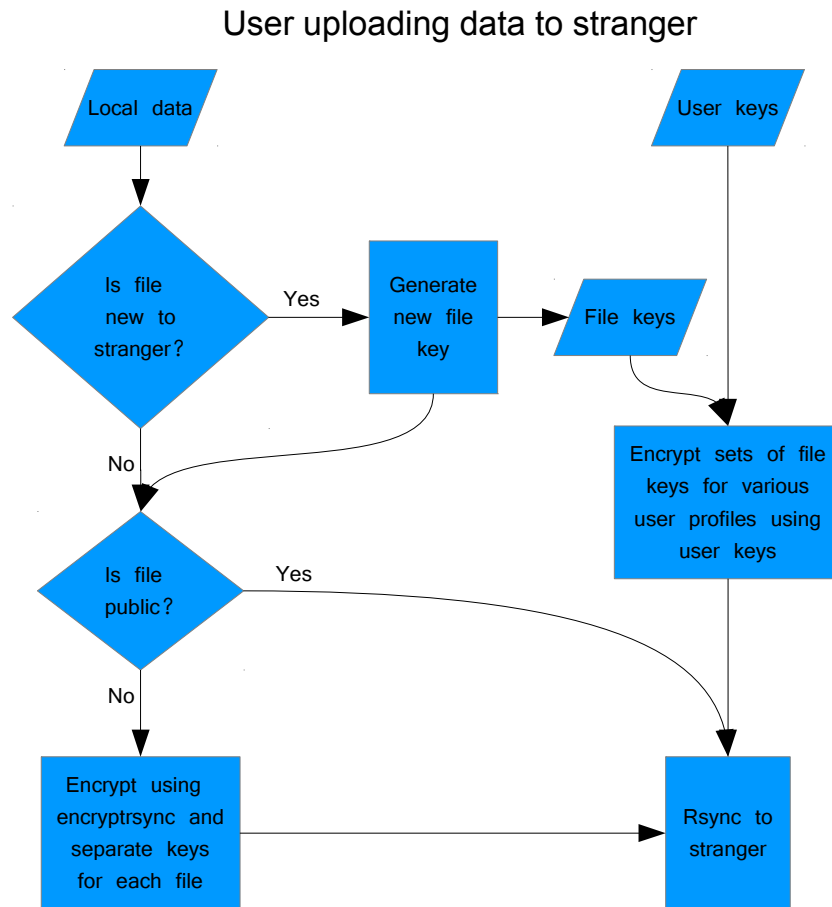 User uploading data to stranger
Local data
User keys
Is file
new to
stranger?
Yes
Generate
new file
key
File keys
No
Encrypt sets of file
keys for various
user profiles using
user keys
Is file
public?
Yes
No
Encrypt using
encryptrsync and
separate keys
for each file
Rsync to
stranger